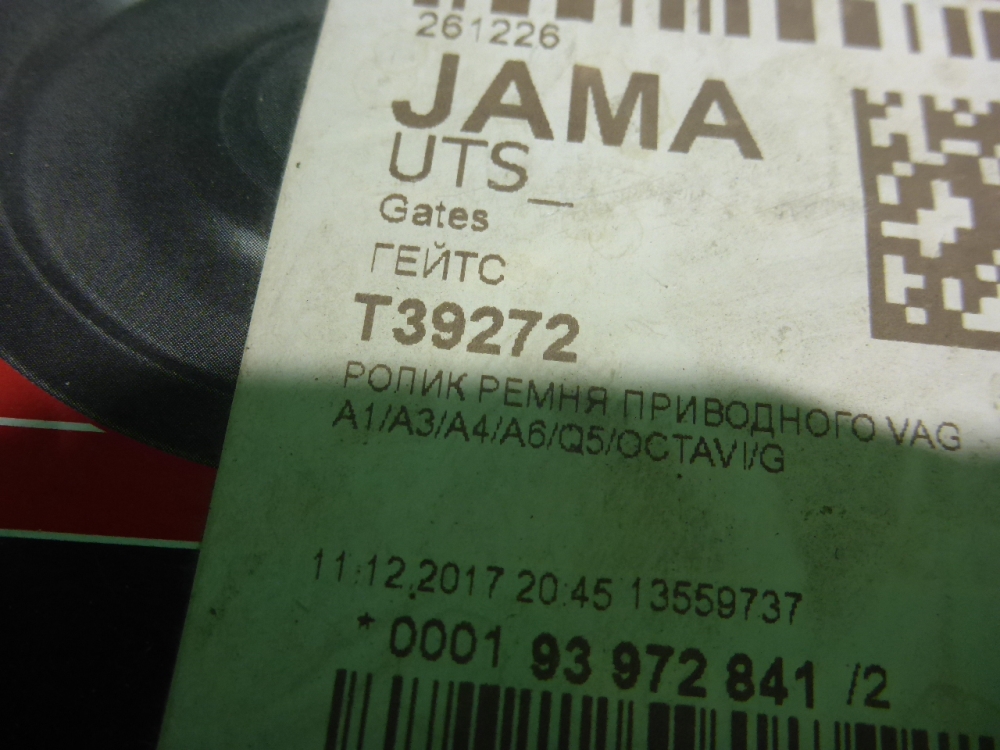 261226
JAMA
UTS_
Gates
ГЕЙТС
T39272
РОЛИК РЕМНЯ ПРИВОДНОГО VAG
A1/A3/A4/A6/Q5/OCTAVI/G
11.12.2017 20:45 13559737
*0001 93 972 841 /2